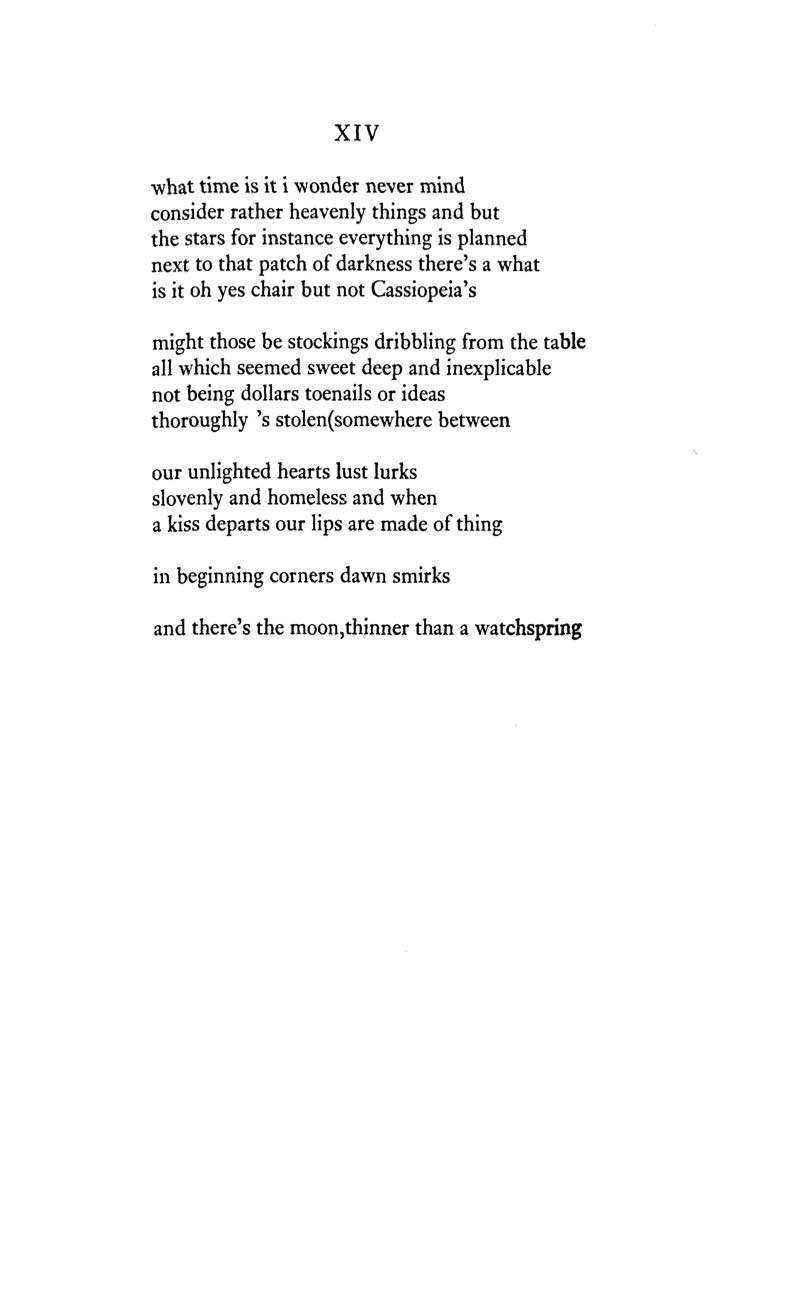 XIV
what time is it i wonder never mind
consider rather heavenly things and but
the stars for instance everything is planned
next to that patch of darkness there's a what
is it oh yes chair but not Cassiopeia's
might those be stockings dribbling from the table
all which seemed sweet deep and inexplicable
not being dollars toenails or ideas
thoroughly 's stolen(somewhere between
our unlighted hearts lust lurks
slovenly and homeless and when
a kiss departs our lips are made of thing
in beginning corners dawn smirks
and there's the moon,thinner than a watchspring